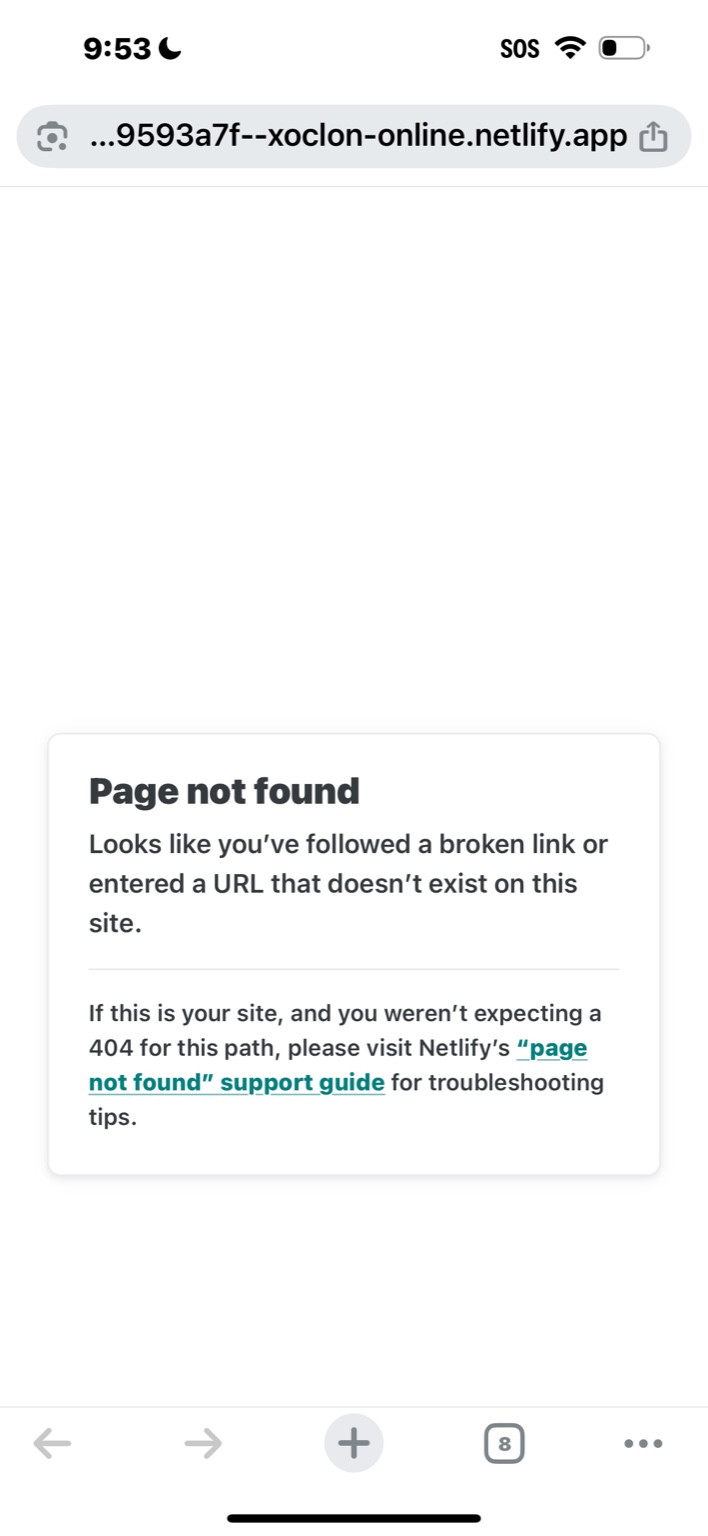 9:53
SOS
...9593a7f--xoclon-online.netlify.app
Page not found
Looks like you’ve followed a broken link or
entered a URL that doesn’t exist on this
site.
If this is your site, and you weren’t expecting a
404 for this path, please visit Netlify’s “page
not found” support guide for troubleshooting
tips.
8